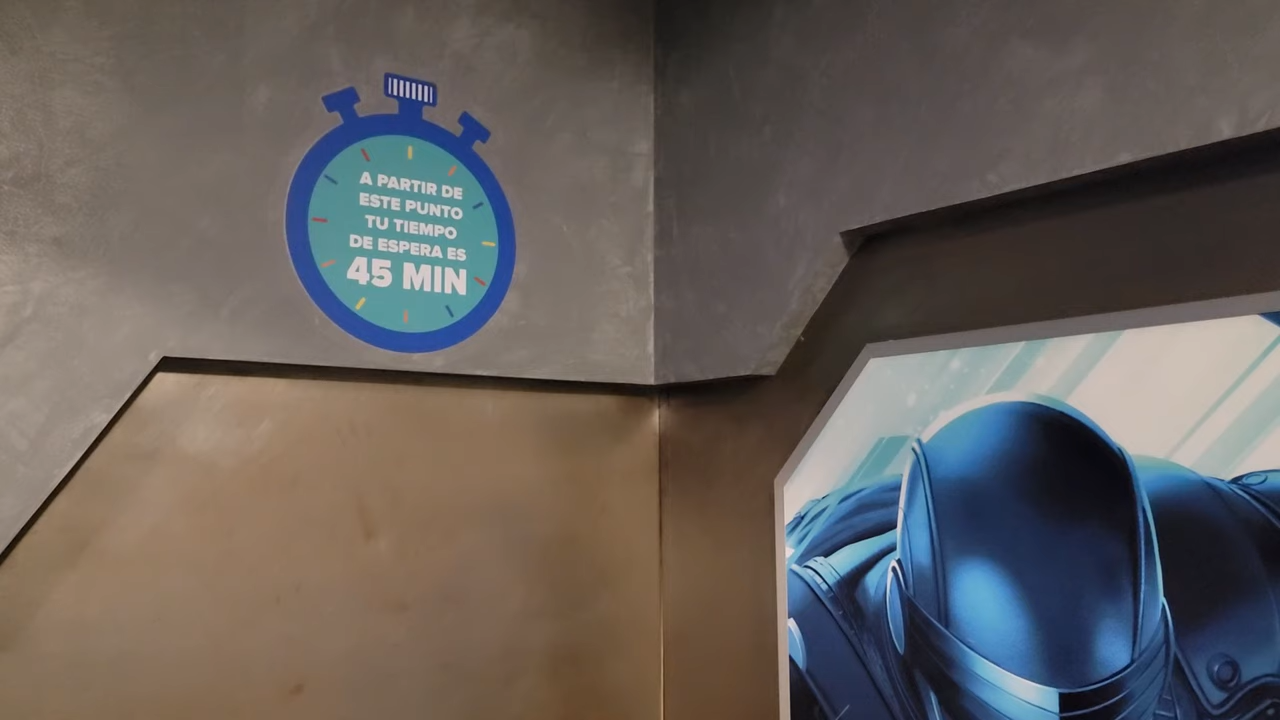 A PARTIR DE
ESTE PUNTO
TU TIEMPO
DE ESPERA ES
45 MIN